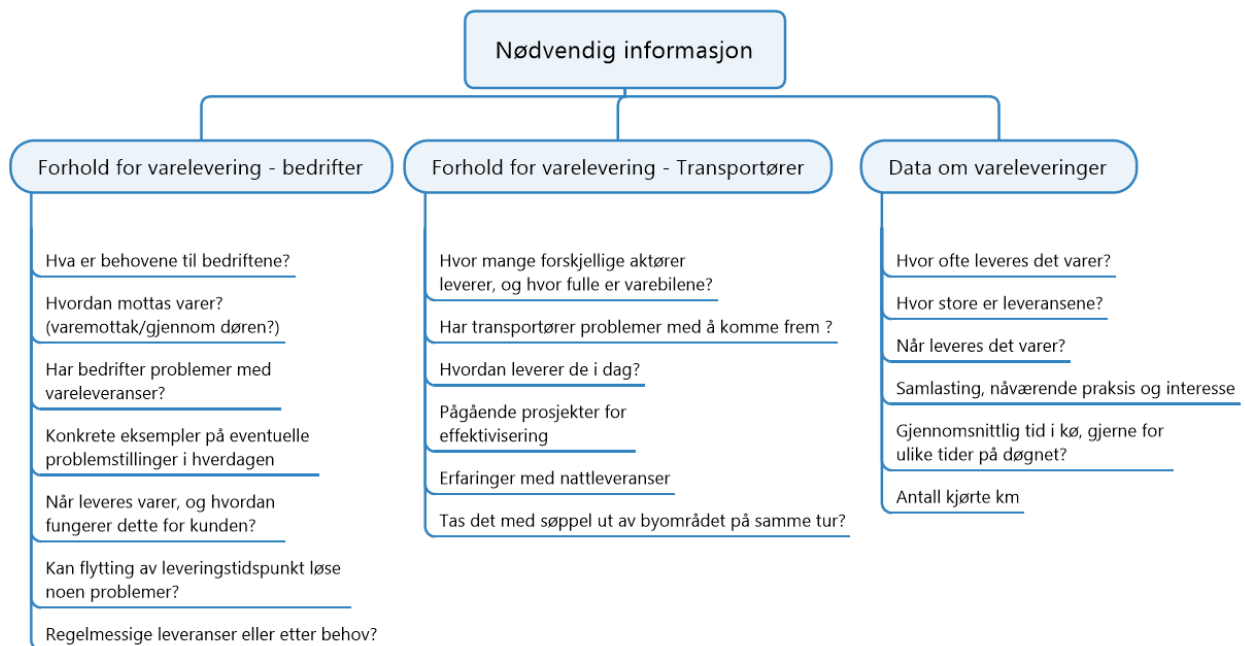 Nødvendig informasjon
Forhold for varelevering - bedrifter
Hva er behovene til bedriftene?
Hvordan mottas varer?
(varemottak/gjennom døren?)
Har bedrifter problemer med
vareleveranser?
Konkrete eksempler på eventuelle
problemstillinger i hverdagen
Når leveres varer, og hvordan
fungerer dette for kunden?
Kan flytting av leveringstidspunkt løse
noen problemer?
Regelmessige leveranser eller etter behov?
Forhold for varelevering - Transportører
Hvor mange forskjellige aktører
leverer, og hvor fulle er varebilene?
Har transportører problemer med å komme frem ?
Hvordan leverer de i dag?
Pågående prosjekter for
effektivisering
Erfaringer med nattleveranser
Tas det med søppel ut av byområdet på samme tur?
Data om vareleveringer
Hvor ofte leveres det varer?
Hvor store er leveransene?
Når leveres det varer?
Samlasting, nåværende praksis og interesse
Gjennomsnittlig tid i kø, gjerne for
ulike tider på døgnet?
Antall kjørte km